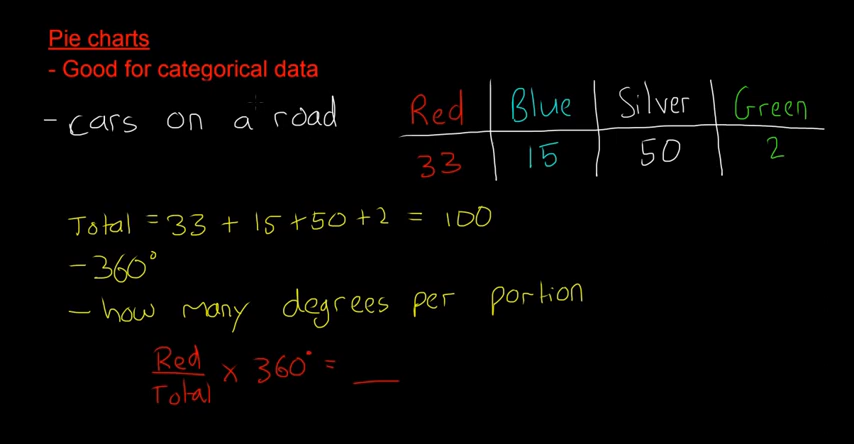 Pie charts
- Good for categorical data
- cars on a road
Red Blue Silver Green
33 15 50 2
Total = 33 + 15 + 50 + 2 = 100
- 360°
- how many degrees per portion
Red/Total × 360° = __